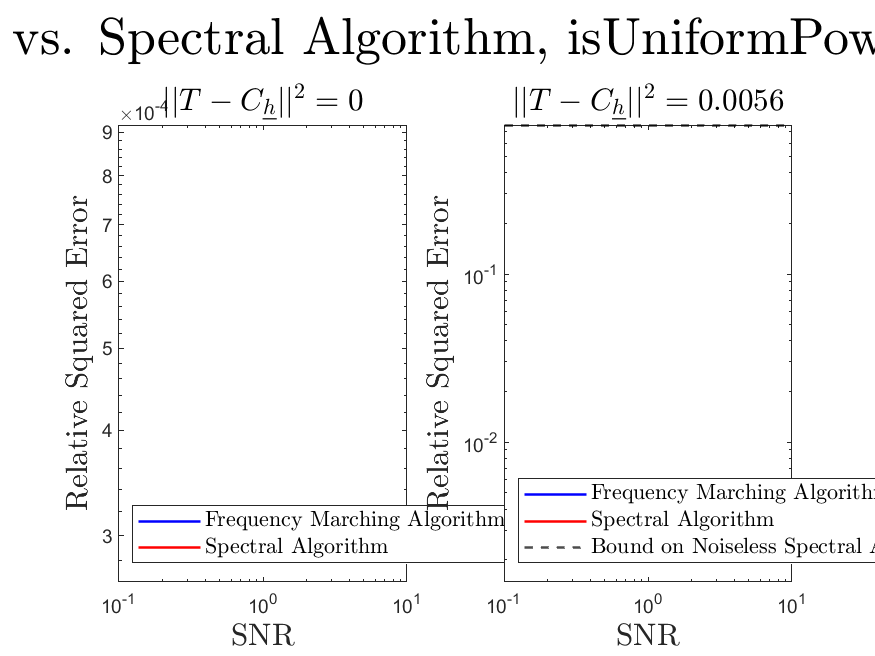 vs. Spectral Algorithm, isUniformPow
×10⁻⁴
||T − C_h||² = 0
9
8
7
6
5
4
3
Relative Squared Error
Frequency Marching Algorithm
Spectral Algorithm
10⁻¹ 10⁰ 10¹
SNR
||T − C_h||² = 0.0056
10⁻¹
10⁻²
Relative Squared Error
Frequency Marching Algorith
Spectral Algorithm
Bound on Noiseless Spectral A
10⁻¹ 10⁰ 10¹
SNR